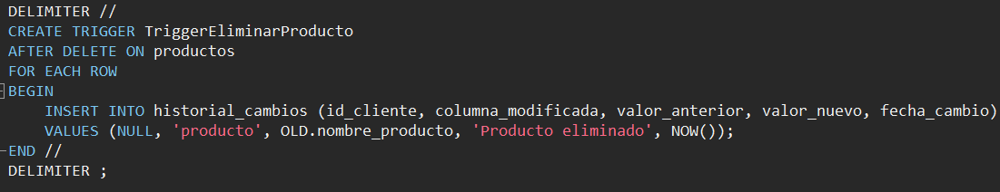 DELIMITER //
CREATE TRIGGER TriggerEliminarProducto
AFTER DELETE ON productos
FOR EACH ROW
BEGIN
    INSERT INTO historial_cambios (id_cliente, columna_modificada, valor_anterior, valor_nuevo, fecha_cambio)
    VALUES (NULL, 'producto', OLD.nombre_producto, 'Producto eliminado', NOW());
END //
DELIMITER ;